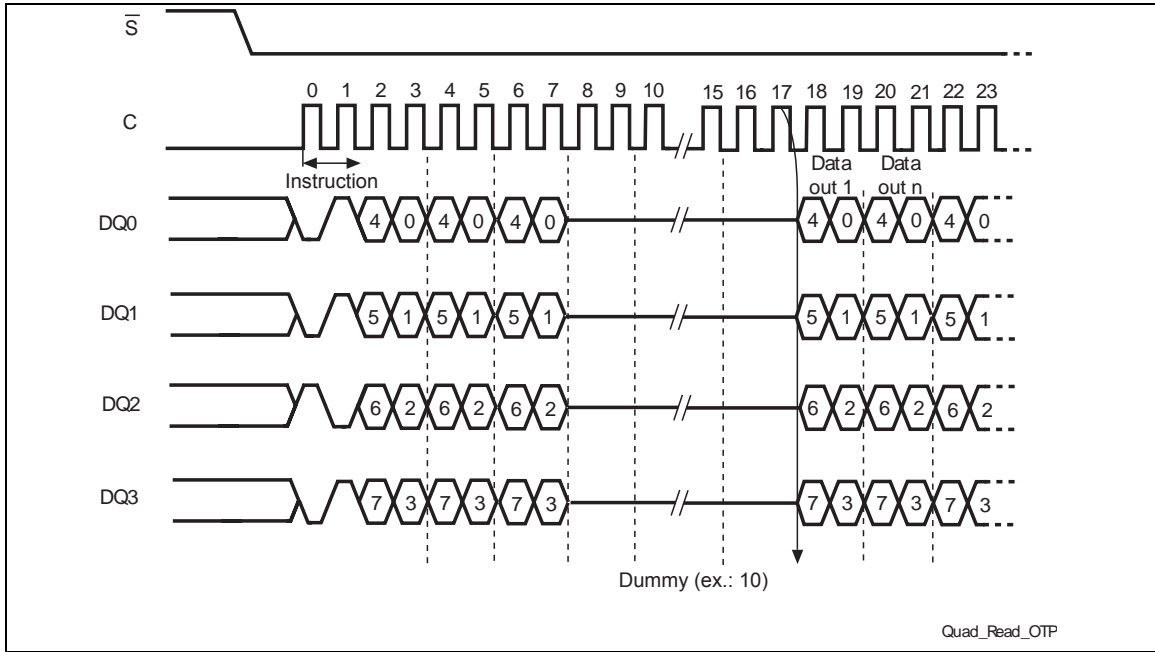 S
0 1 2 3 4 5 6 7 8 9 10 15 16 17 18 19 20 21 22 23
C
Instruction
Data out 1
Data out n
DQ0 4 0 4 0 4 0 4 0 4 0 4 0
DQ1 5 1 5 1 5 1 5 1 5 1 5 1
DQ2 6 2 6 2 6 2 6 2 6 2 6 2
DQ3 7 3 7 3 7 3 7 3 7 3 7 3
Dummy (ex.: 10)
Quad_Read_OTP